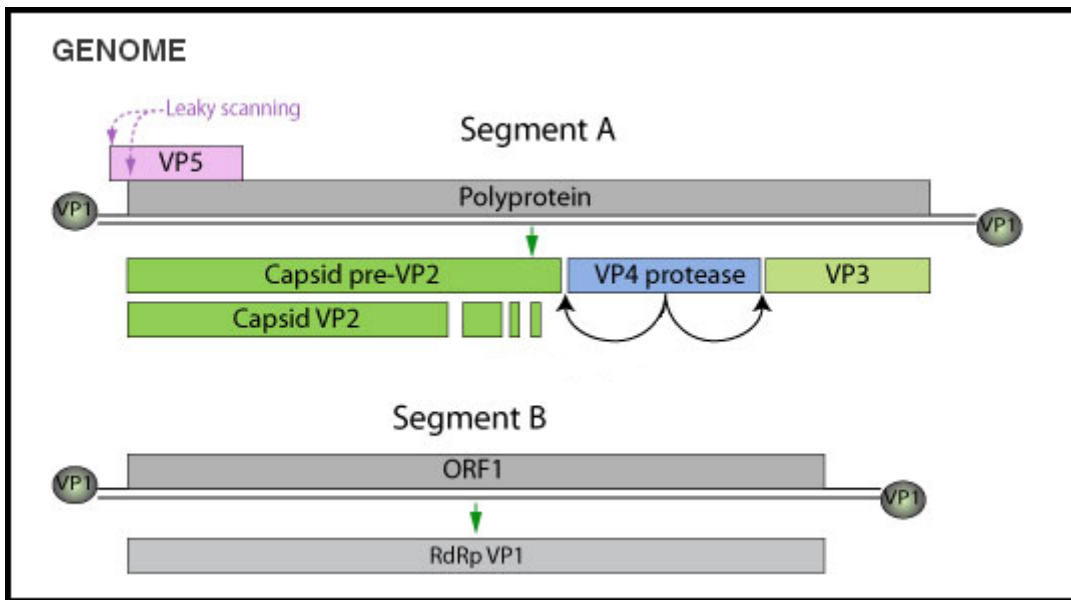 GENOME
Leaky scanning
Segment A
VP5
Polyprotein
VP1
VP1
Capsid pre-VP2
VP4 protease
VP3
Capsid VP2
Segment B
ORF1
VP1
VP1
RdRp VP1